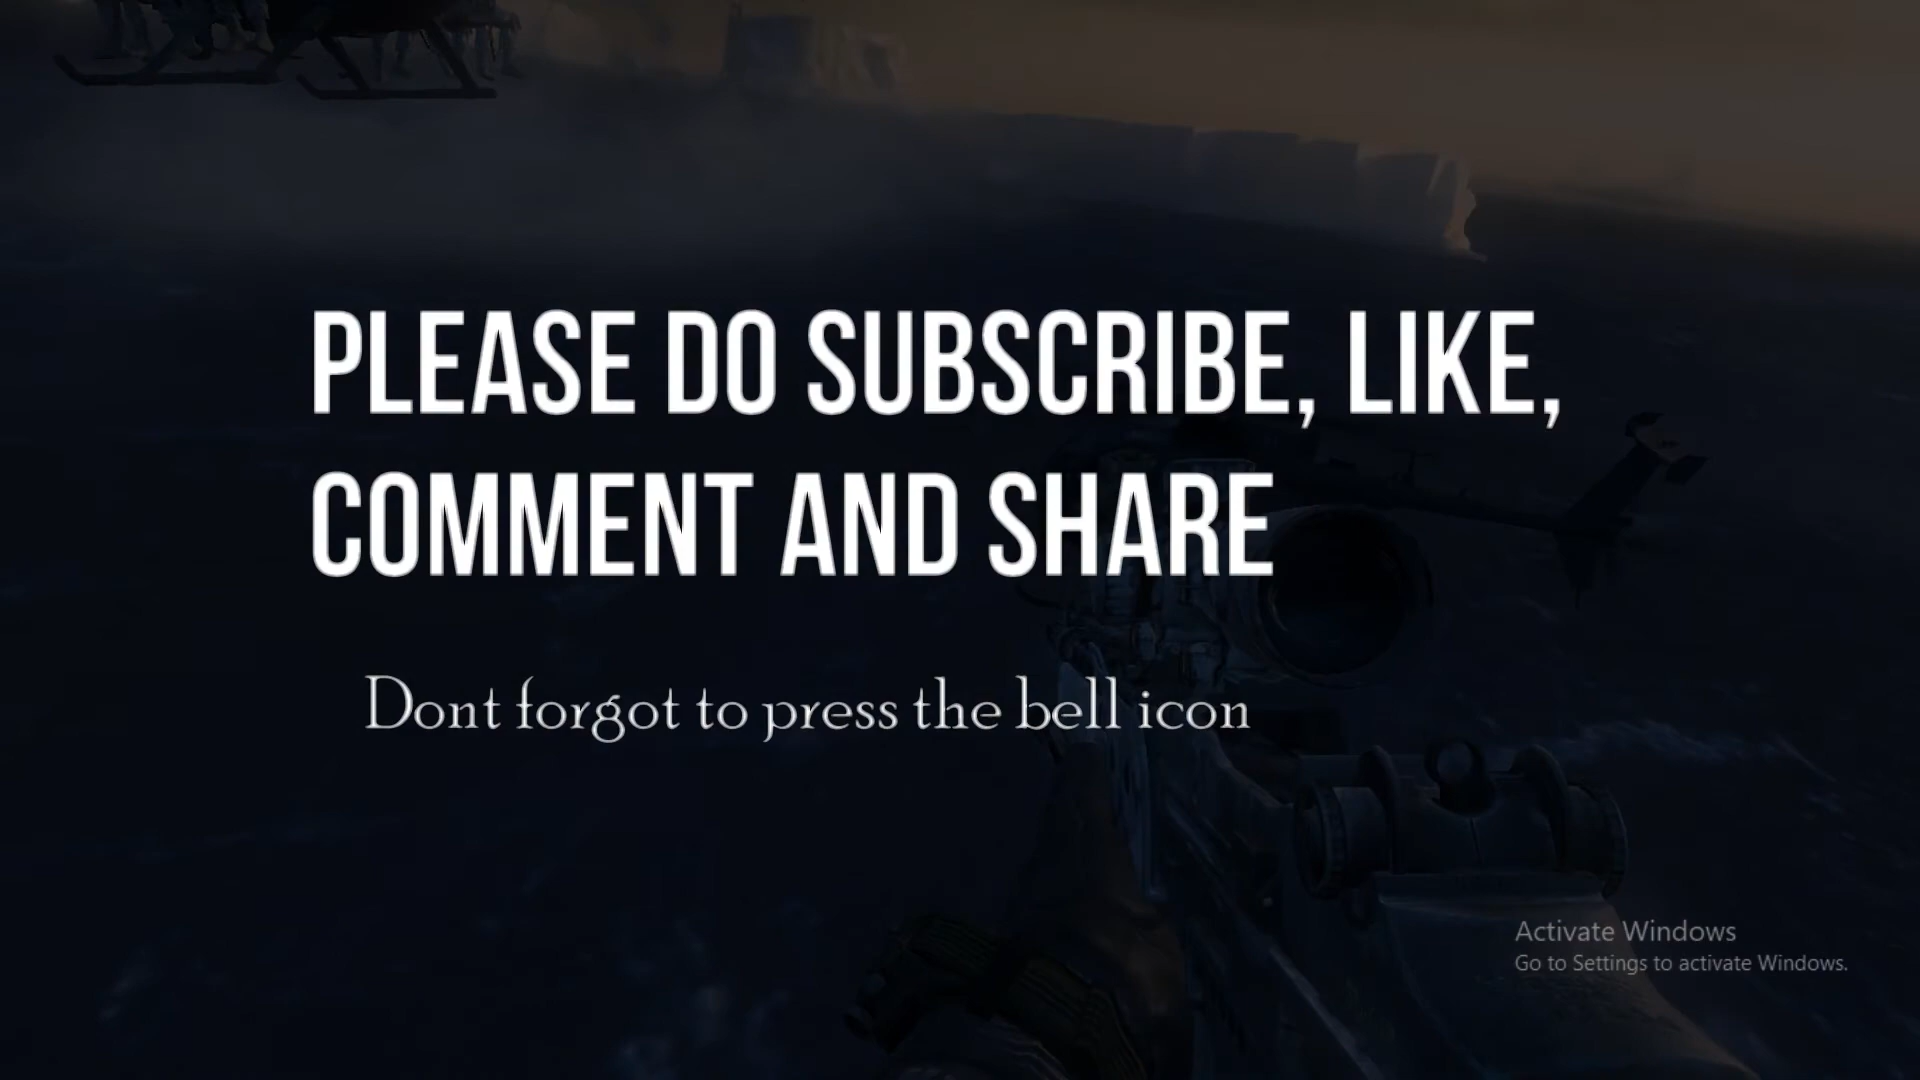 PLEASE DO SUBSCRIBE, LIKE,
COMMENT AND SHARE
Dont forgot to press the bell icon
Activate Windows
Go to Settings to activate Windows.